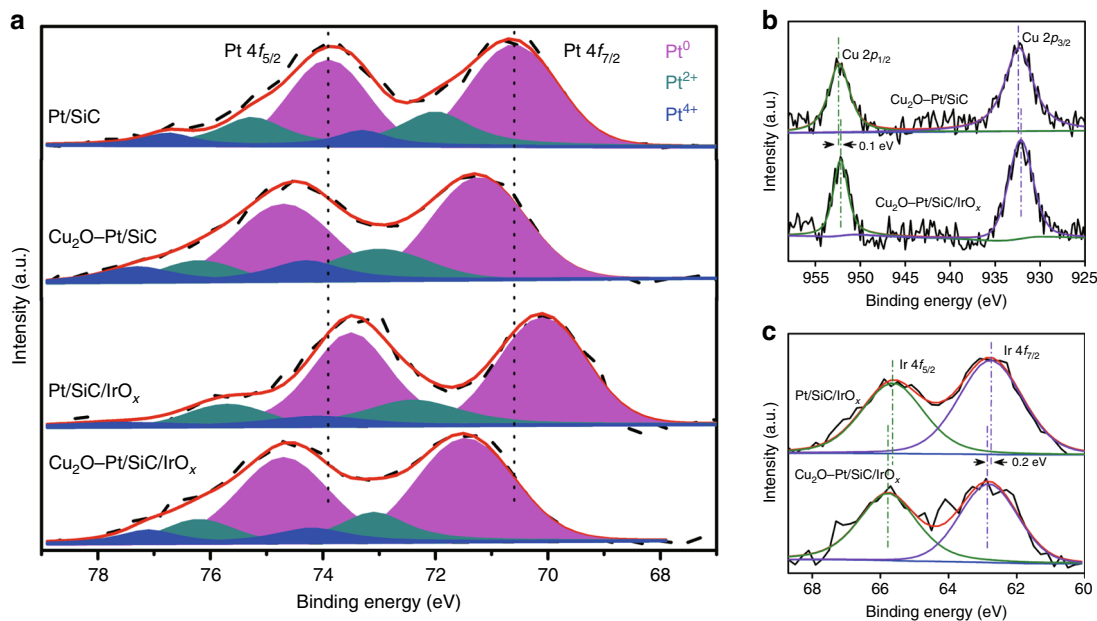 a
Pt 4f5/2
Pt 4f7/2
Pt0
Pt2+
Pt4+
Pt/SiC
Cu2O–Pt/SiC
Pt/SiC/IrOx
Cu2O–Pt/SiC/IrOx
Intensity (a.u.)
78 76 74 72 70 68
Binding energy (eV)
b
Cu 2p1/2
Cu 2p3/2
Cu2O–Pt/SiC
0.1 eV
Cu2O–Pt/SiC/IrOx
Intensity (a.u.)
955 950 945 940 935 930 925
Binding energy (eV)
c
Ir 4f5/2
Ir 4f7/2
Pt/SiC/IrOx
0.2 eV
Cu2O–Pt/SiC/IrOx
Intensity (a.u.)
68 66 64 62 60
Binding energy (eV)